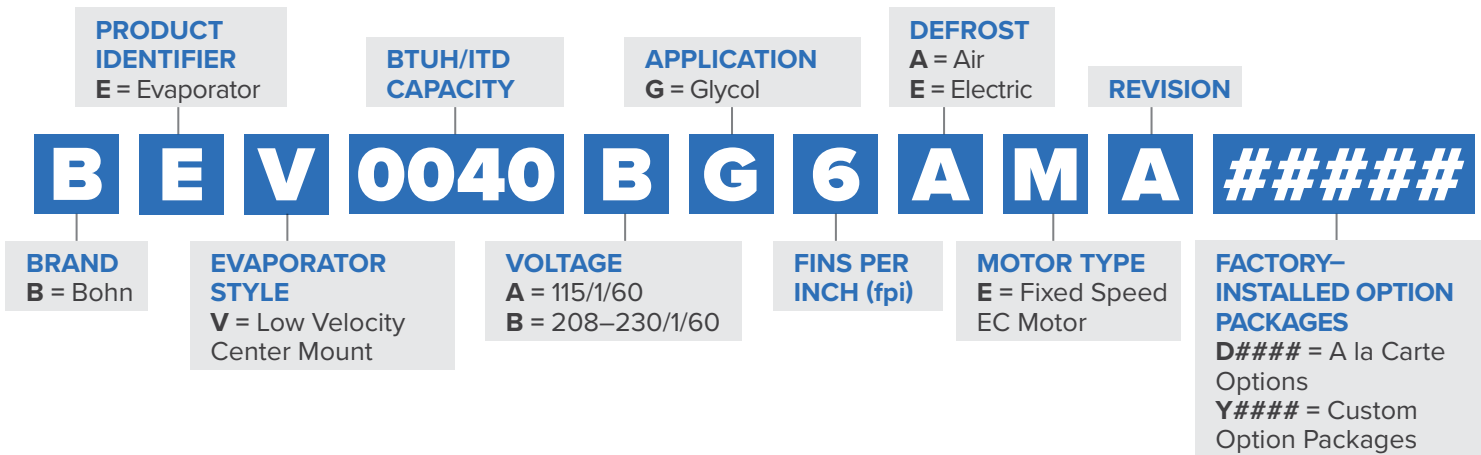 PRODUCT
IDENTIFIER
E = Evaporator
BTUH/ITD
CAPACITY
APPLICATION
G = Glycol
DEFROST
A = Air
E = Electric
REVISION
B E V 0040 B G 6 A M A #####
BRAND
B = Bohn
EVAPORATOR
STYLE
V = Low Velocity
Center Mount
VOLTAGE
A = 115/1/60
B = 208–230/1/60
FINS PER
INCH (fpi)
MOTOR TYPE
E = Fixed Speed
EC Motor
FACTORY–
INSTALLED OPTION
PACKAGES
D#### = A la Carte
Options
Y#### = Custom
Option Packages